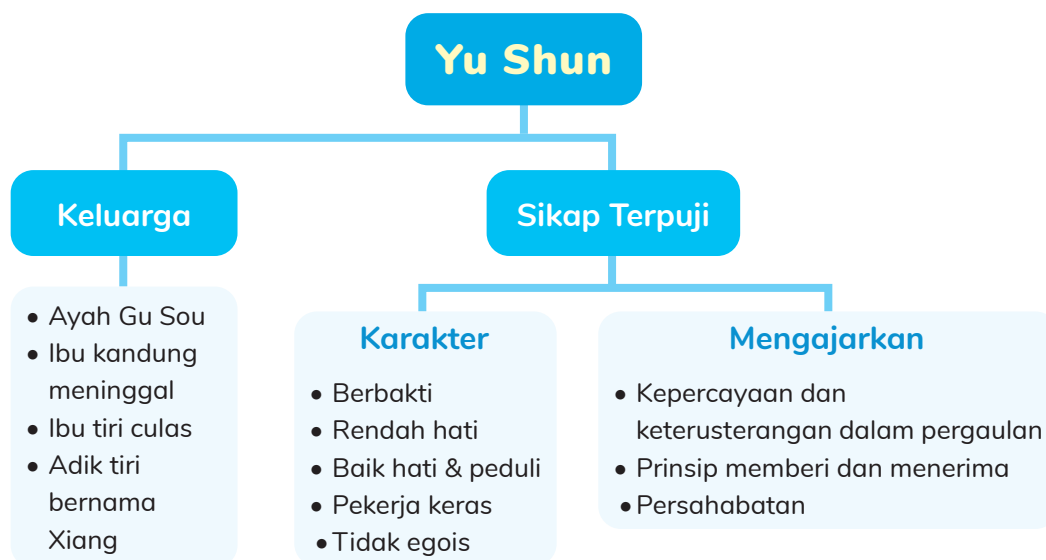 Yu Shun
Keluarga
Sikap Terpuji
• Ayah Gu Sou
• Ibu kandung
meninggal
• Ibu tiri culas
• Adik tiri
bernama
Xiang
Karakter
• Berbakti
• Rendah hati
• Baik hati & peduli
• Pekerja keras
• Tidak egois
Mengajarkan
• Kepercayaan dan
keterusterangan dalam pergaulan
• Prinsip memberi dan menerima
• Persahabatan